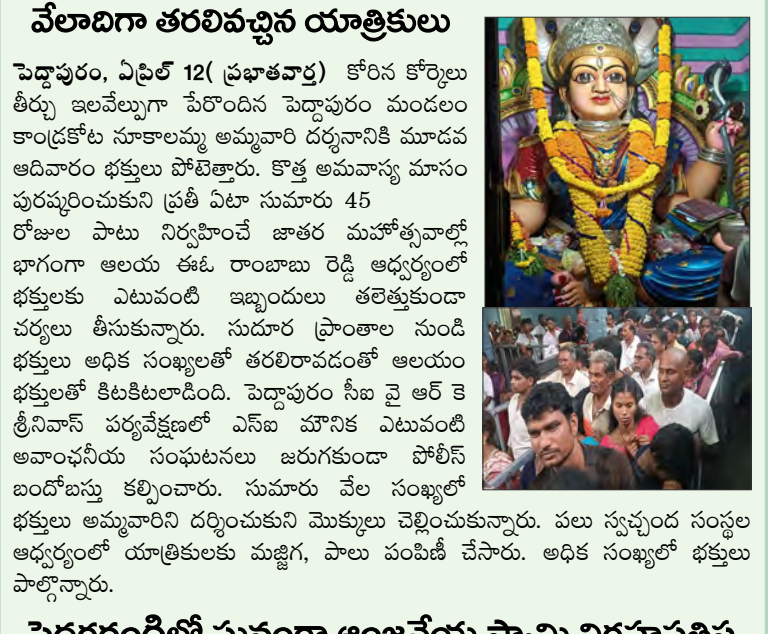 వేలాదిగా తరలివచ్చిన యాత్రికులు
పెద్దాపురం, ఏప్రిల్ 12( ప్రభాతవార్త) కోరిన కోర్కెలు
తీర్చు ఇలవేల్పుగా పేరొందిన పెద్దాపురం మండలం
కాండ్రకోట నూకాలమ్మ అమ్మవారి దర్శనానికి మూడవ
ఆదివారం భక్తులు పోటెత్తారు. కొత్త అమవాస్య మాసం
పురష్కరించుకుని ప్రతీ ఏటా సుమారు 45
రోజుల పాటు నిర్వహించే జాతర మహోత్సవాల్లో
భాగంగా ఆలయ ఈఓ రాంబాబు రెడ్డి ఆధ్వర్యంలో
భక్తులకు ఎటువంటి ఇబ్బందులు తలెత్తుకుండా
చర్యలు తీసుకున్నారు. సుదూర ప్రాంతాల నుండి
భక్తులు అధిక సంఖ్యలతో తరలిరావడంతో ఆలయం
భక్తులతో కిటకిటలాడింది. పెద్దాపురం సీఐ వై ఆర్ కె
శ్రీనివాస్ పర్యవేక్షణలో ఎస్ఐ మౌనిక ఎటువంటి
అవాంఛనీయ సంఘటనలు జరుగకుండా పోలీస్
బందోబస్తు కల్పించారు. సుమారు వేల సంఖ్యలో
భక్తులు అమ్మవారిని దర్శించుకుని మొక్కులు చెల్లించుకున్నారు. పలు స్వచ్చంద సంస్థల
ఆధ్వర్యంలో యాత్రికులకు మజ్జిగ, పాలు పంపిణీ చేసారు. అధిక సంఖ్యలో భక్తులు
పాల్గొన్నారు.